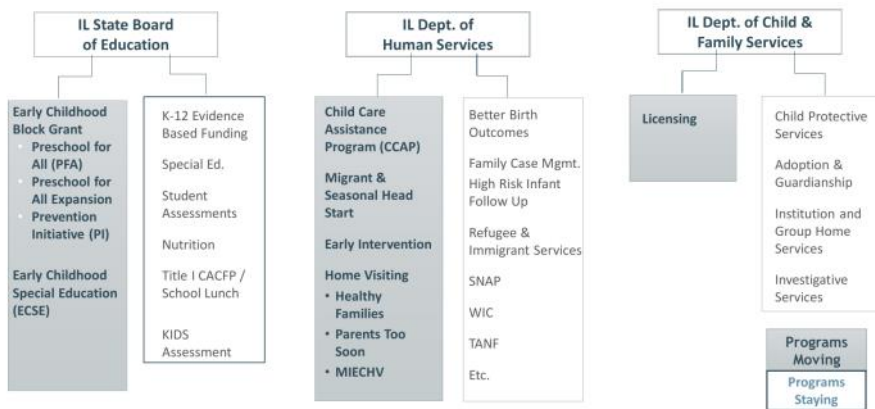 IL State Board
of Education
Early Childhood
Block Grant
• Preschool for
All (PFA)
• Preschool for
All Expansion
• Prevention
Initiative (PI)
Early Childhood
Special Education
(ECSE)
K-12 Evidence
Based Funding
Special Ed.
Student
Assessments
Nutrition
Title I CACFP /
School Lunch
KIDS
Assessment
IL Dept. of
Human Services
Child Care
Assistance
Program (CCAP)
Migrant &
Seasonal Head
Start
Early Intervention
Home Visiting
• Healthy
Families
• Parents Too
Soon
• MIECHV
Better Birth
Outcomes
Family Case Mgmt.
High Risk Infant
Follow Up
Refugee &
Immigrant Services
SNAP
WIC
TANF
Etc.
IL Dept. of Child &
Family Services
Licensing
Child Protective
Services
Adoption &
Guardianship
Institution and
Group Home
Services
Investigative
Services
Programs
Moving
Programs
Staying